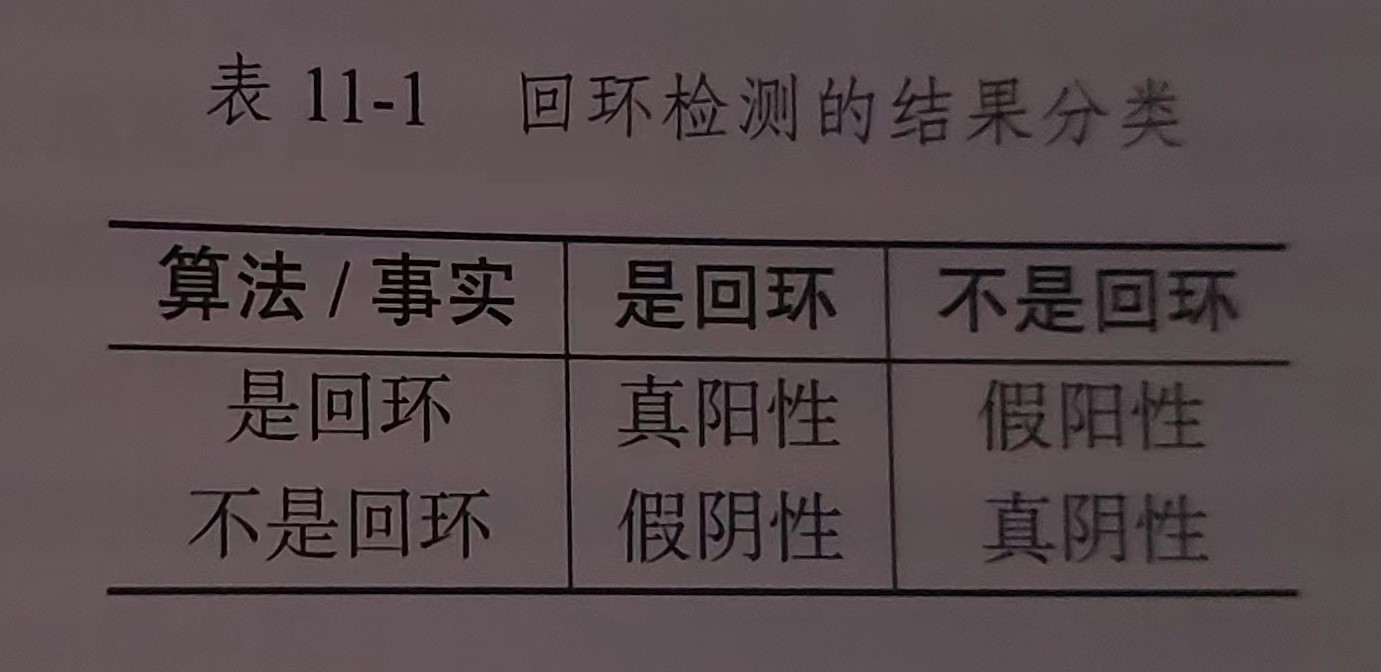 表 11-1 回环检测的结果分类
算法 / 事实 是回环 不是回环
是回环 真阳性 假阳性
不是回环 假阴性 真阴性